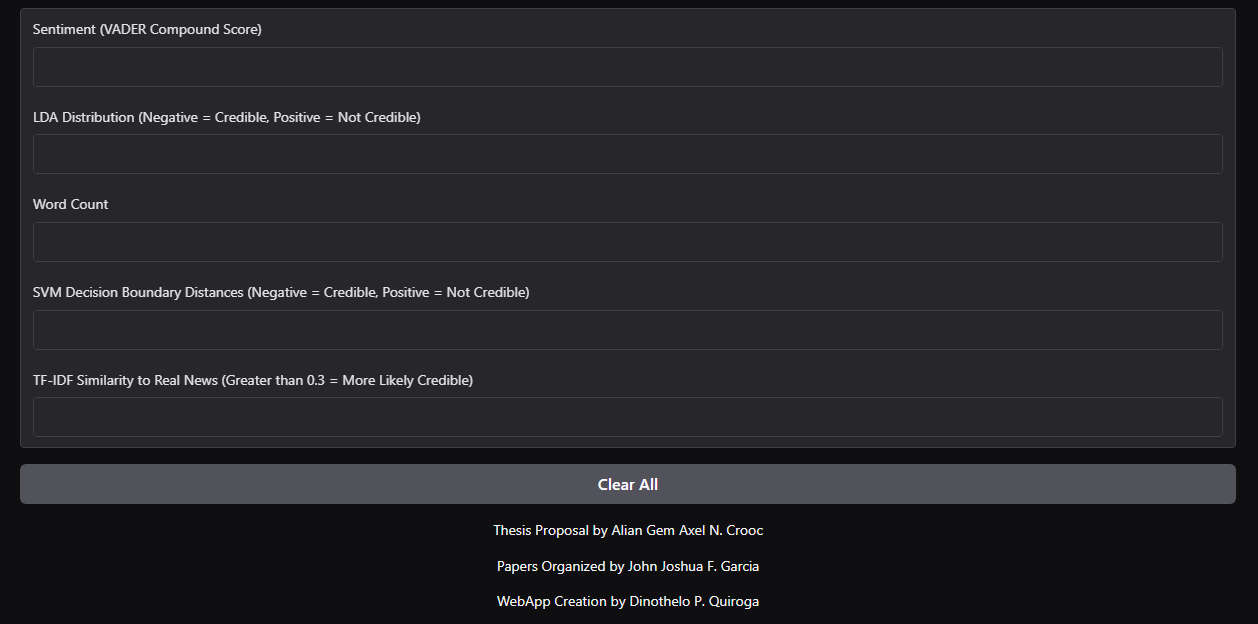 Sentiment (VADER Compound Score)
LDA Distribution (Negative = Credible, Positive = Not Credible)
Word Count
SVM Decision Boundary Distances (Negative = Credible, Positive = Not Credible)
TF-IDF Similarity to Real News (Greater than 0.3 = More Likely Credible)
Clear All
Thesis Proposal by Alian Gem Axel N. Crooc
Papers Organized by John Joshua F. Garcia
WebApp Creation by Dinothelo P. Quiroga